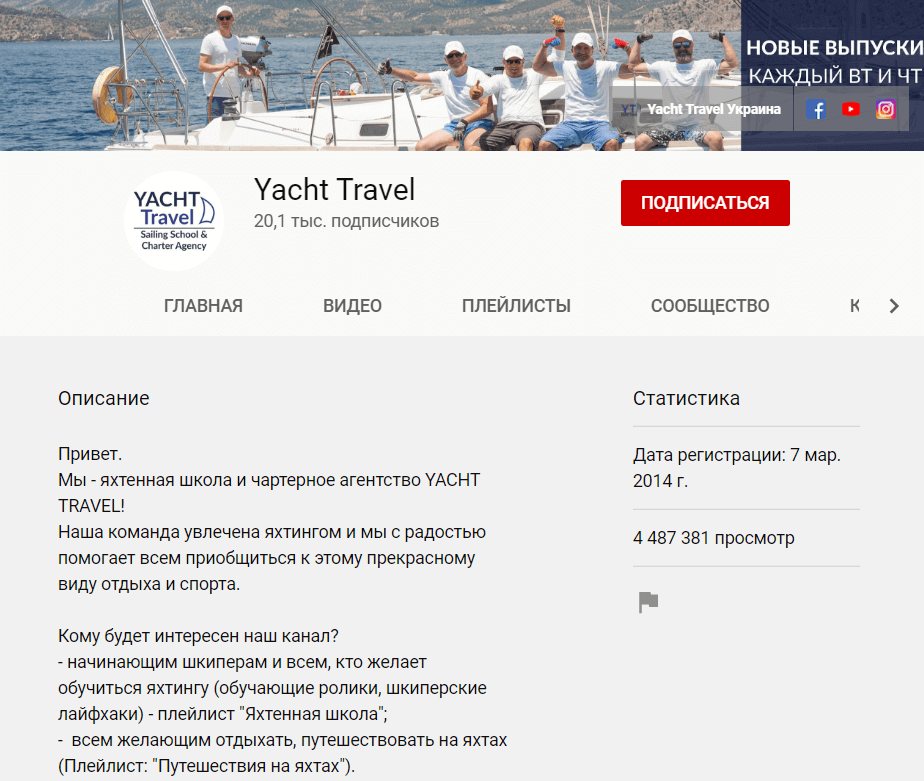 НОВЫЕ ВЫПУСКИ
КАЖДЫЙ ВТ И ЧТ
YT Yacht Travel Украина
YACHT
Travel
Sailing School &
Charter Agency
Yacht Travel
20,1 тыс. подписчиков
ПОДПИСАТЬСЯ
ГЛАВНАЯ ВИДЕО ПЛЕЙЛИСТЫ СООБЩЕСТВО К
Описание
Привет.
Мы - яхтенная школа и чартерное агентство YACHT
TRAVEL!
Наша команда увлечена яхтингом и мы с радостью
помогает всем приобщиться к этому прекрасному
виду отдыха и спорта.
Кому будет интересен наш канал?
- начинающим шкиперам и всем, кто желает
обучиться яхтингу (обучающие ролики, шкиперские
лайфхаки) - плейлист "Яхтенная школа";
- всем желающим отдыхать, путешествовать на яхтах
(Плейлист: "Путешествия на яхтах").
Статистика
Дата регистрации: 7 мар.
2014 г.
4 487 381 просмотр